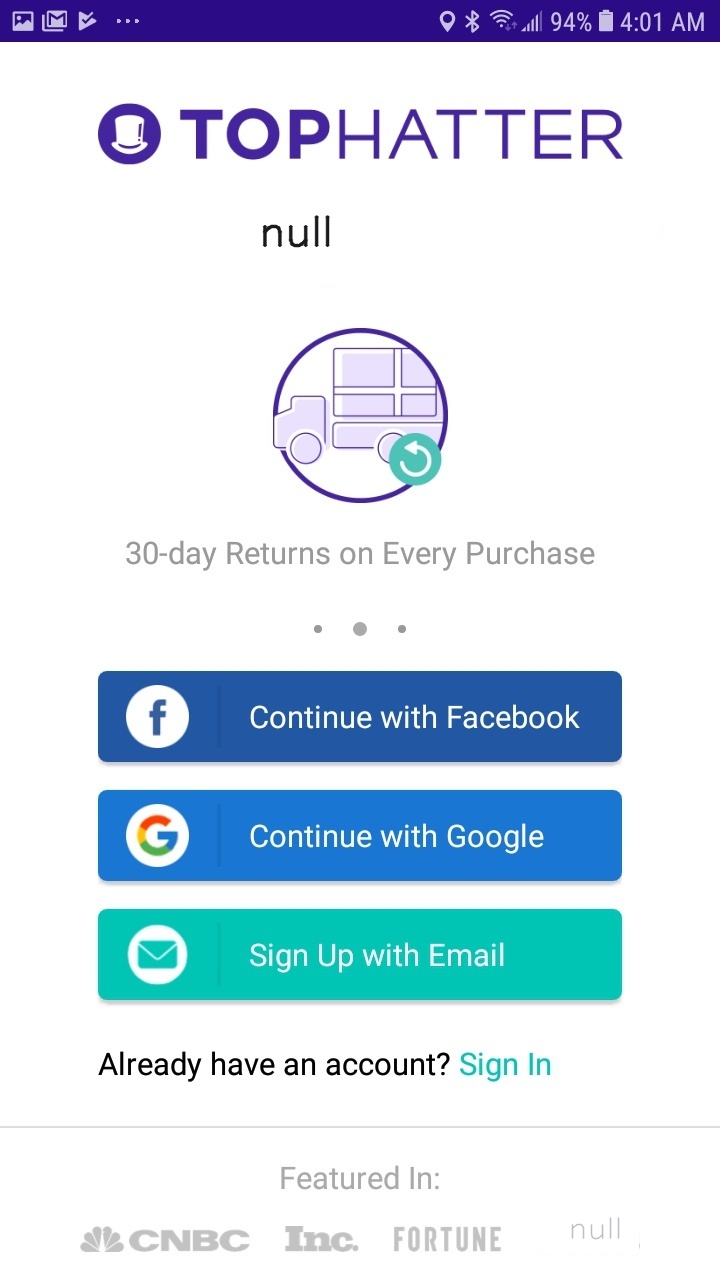 94% 4:01 AM
TOPHATTER
null
30-day Returns on Every Purchase
Continue with Facebook
Continue with Google
Sign Up with Email
Already have an account? Sign In
Featured In:
CNBC Inc. FORTUNE null